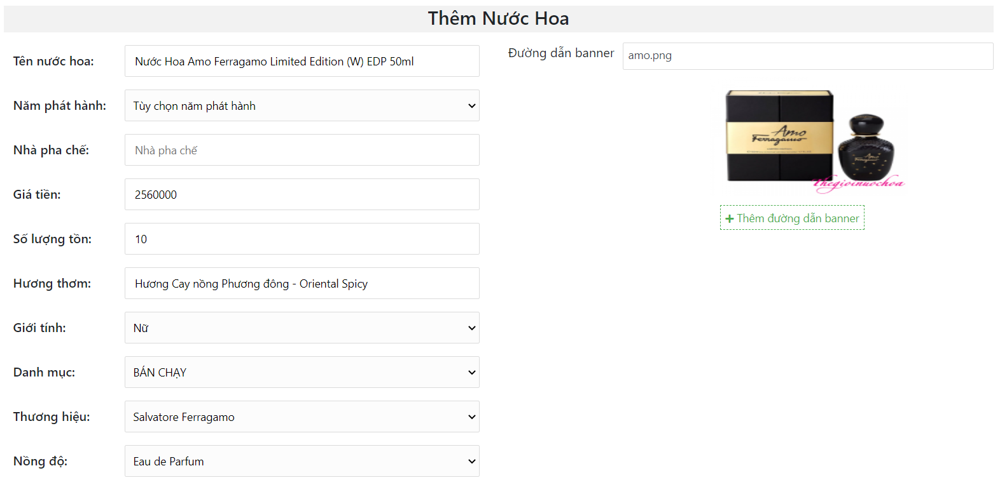 Thêm Nước Hoa
Tên nước hoa: Nước Hoa Amo Ferragamo Limited Edition (W) EDP 50ml
Năm phát hành: Tùy chọn năm phát hành
Nhà pha chế: Nhà pha chế
Giá tiền: 2560000
Số lượng tồn: 10
Hương thơm: Hương Cay nồng Phương đông - Oriental Spicy
Giới tính: Nữ
Danh mục: BÁN CHẠY
Thương hiệu: Salvatore Ferragamo
Nồng độ: Eau de Parfum
Đường dẫn banner amo.png
Amo
Ferragamo
Amo
Ferragamo
Thegioinuochoa
+ Thêm đường dẫn banner